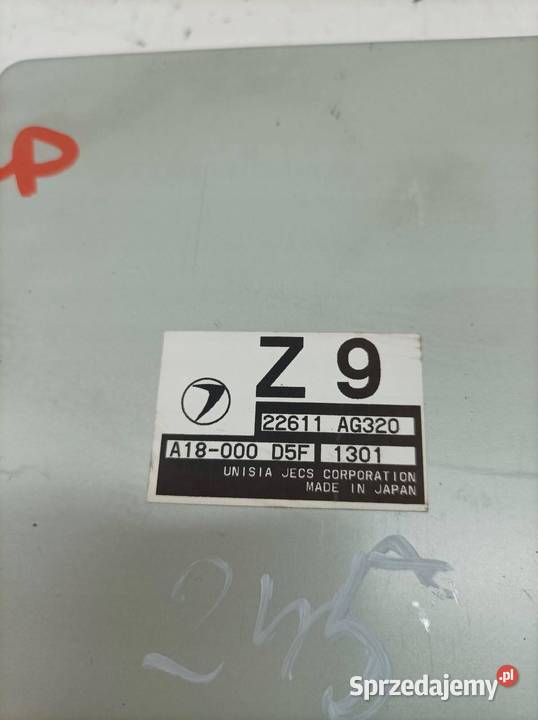 Z 9
22611 AG320
A18-000 D5F 1301
UNISIA JECS CORPORATION
MADE IN JAPAN
245
Sprzedajemy.pl